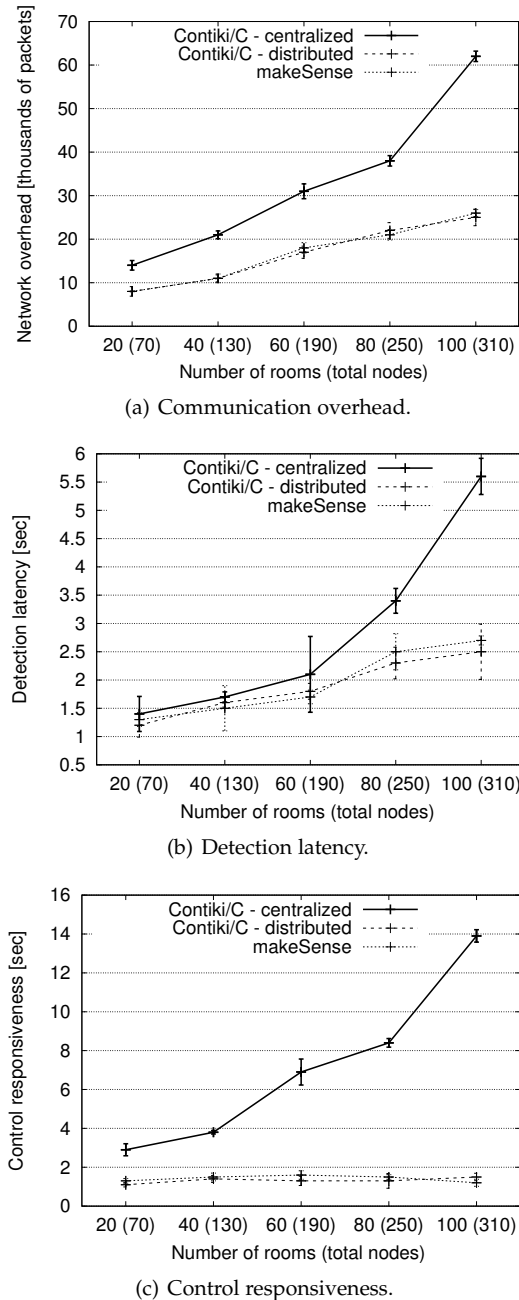 70
60
50
40
30
20
10
0
Network overhead [thousands of packets]
Contiki/C - centralized
Contiki/C - distributed
makeSense
20 (70) 40 (130) 60 (190) 80 (250) 100 (310)
Number of rooms (total nodes)
(a) Communication overhead.
6
5.5
5
4.5
4
3.5
3
2.5
2
1.5
1
0.5
Detection latency [sec]
Contiki/C - centralized
Contiki/C - distributed
makeSense
20 (70) 40 (130) 60 (190) 80 (250) 100 (310)
Number of rooms (total nodes)
(b) Detection latency.
16
14
12
10
8
6
4
2
0
Control responsiveness [sec]
Contiki/C - centralized
Contiki/C - distributed
makeSense
20 (70) 40 (130) 60 (190) 80 (250) 100 (310)
Number of rooms (total nodes)
(c) Control responsiveness.